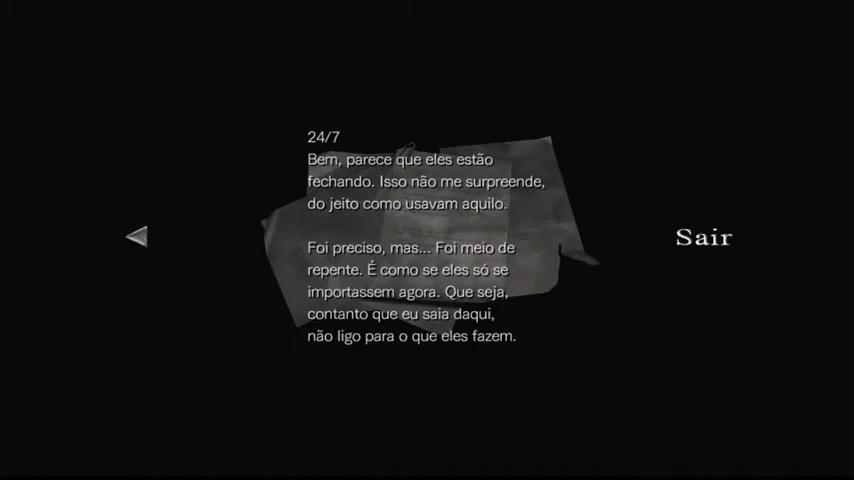 24/7
Bem, parece que eles estão
fechando. Isso não me surpreende,
do jeito como usavam aquilo.
Foi preciso, mas... Foi meio de
repente. É como se eles só se
importassem agora. Que seja,
contanto que eu saia daqui,
não ligo para o que eles fazem.
Sair